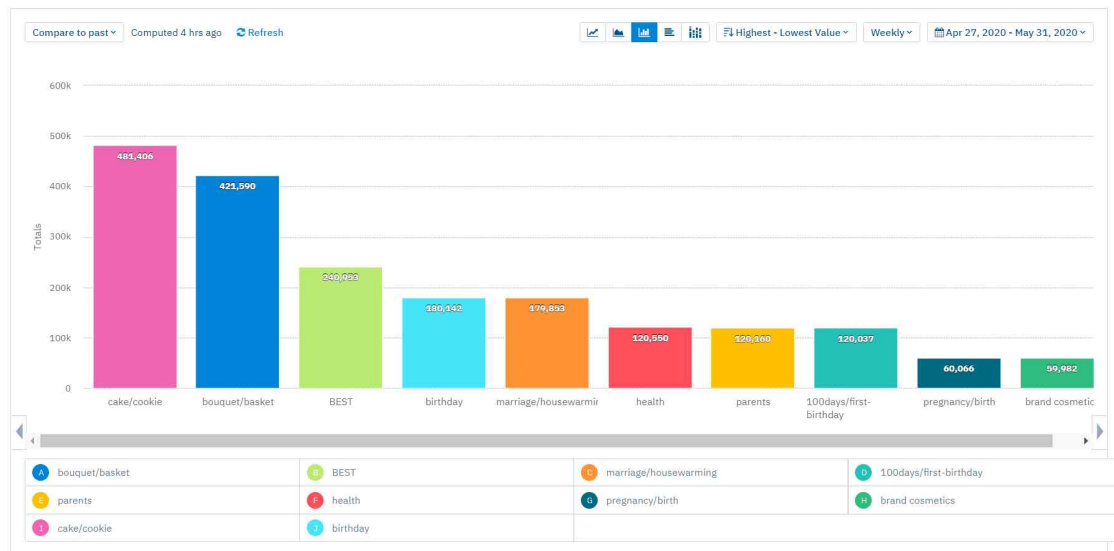 Compare to past Computed 4 hrs ago Refresh Highest - Lowest Value Weekly Apr 27, 2020 - May 31, 2020
600k
500k
400k
300k
200k
100k
0
Totals
481,406
421,590
240,953
180,142
179,853
120,550
120,160
120,037
60,066
59,982
cake/cookie bouquet/basket BEST birthday marriage/housewarmin health parents 100days/first- pregnancy/birth brand cosmetic
birthday
A bouquet/basket B BEST C marriage/housewarming D 100days/first-birthday
E parents F health G pregnancy/birth H brand cosmetics
I cake/cookie J birthday